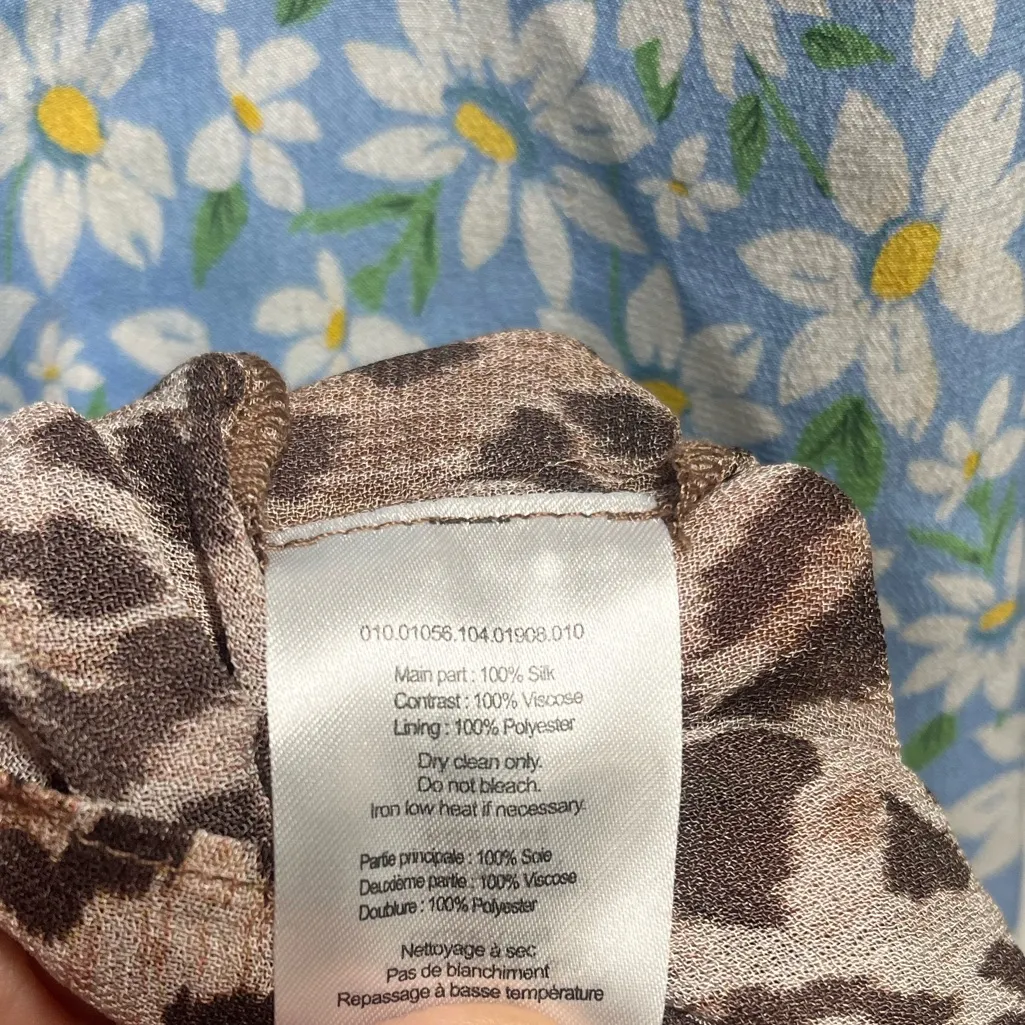 010.01056.104.01908.010
Main part : 100% Silk
Contrast : 100% Viscose
Lining : 100% Polyester
Dry clean only.
Do not bleach.
Iron low heat if necessary
Partie principale : 100% Soie
Deuxième partie : 100% Viscose
Doublure : 100% Polyester
Nettoyage à sec
Pas de blanchiment
Repassage à basse température